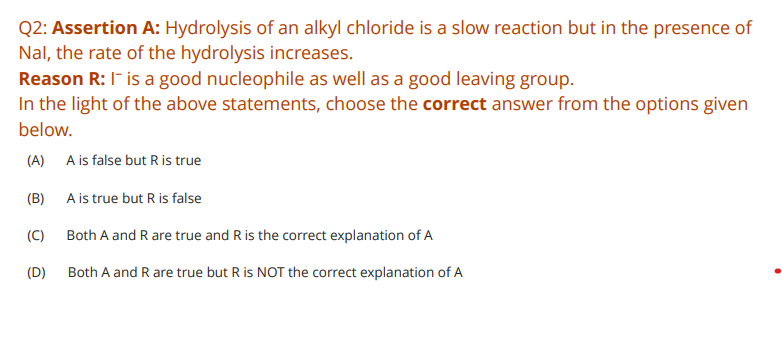 Q2: Assertion A: Hydrolysis of an alkyl chloride is a slow reaction but in the presence of
NaI, the rate of the hydrolysis increases.
Reason R: I⁻ is a good nucleophile as well as a good leaving group.
In the light of the above statements, choose the correct answer from the options given
below.
(A) A is false but R is true
(B) A is true but R is false
(C) Both A and R are true and R is the correct explanation of A
(D) Both A and R are true but R is NOT the correct explanation of A